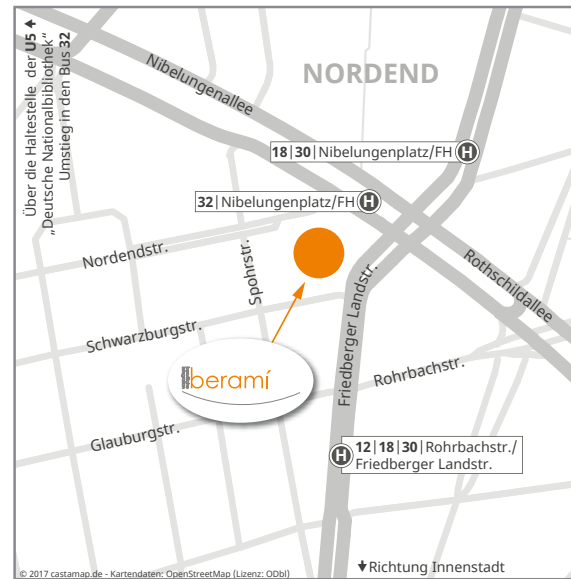 Über die Haltestelle der U5
„Deutsche Nationalbibliothek“
Umstieg in den Bus 32
Nibelungenallee
NORDEND
18|30|Nibelungenplatz/FH H
32|Nibelungenplatz/FH H
Nordendstr.
Spohrstr.
Rothschildallee
Friedberger Landstr.
Schwarzburgstr.
beramí
Rohrbachstr.
Glauburgstr.
H 12|18|30|Rohrbachstr./
Friedberger Landstr.
Richtung Innenstadt
© 2017 castamap.de - Kartendaten: OpenStreetMap (Lizenz: ODbl)